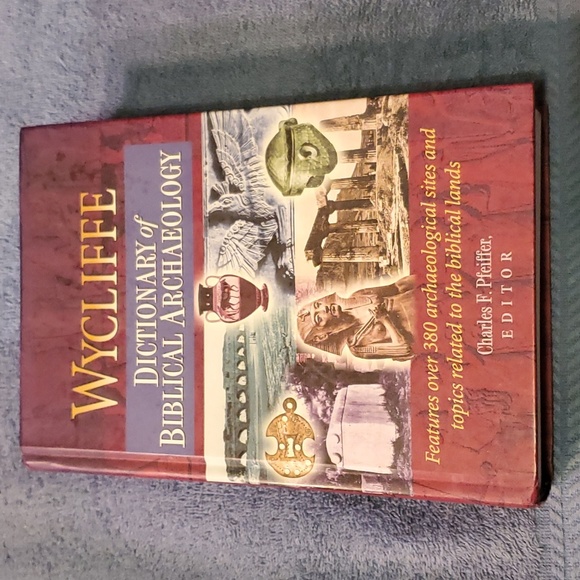 WYCLIFFE
DICTIONARY of
BIBLICAL ARCHAEOLOGY
Features over 380 archaeological sites and
topics related to the biblical lands
Charles F. Pfeiffer,
EDITOR